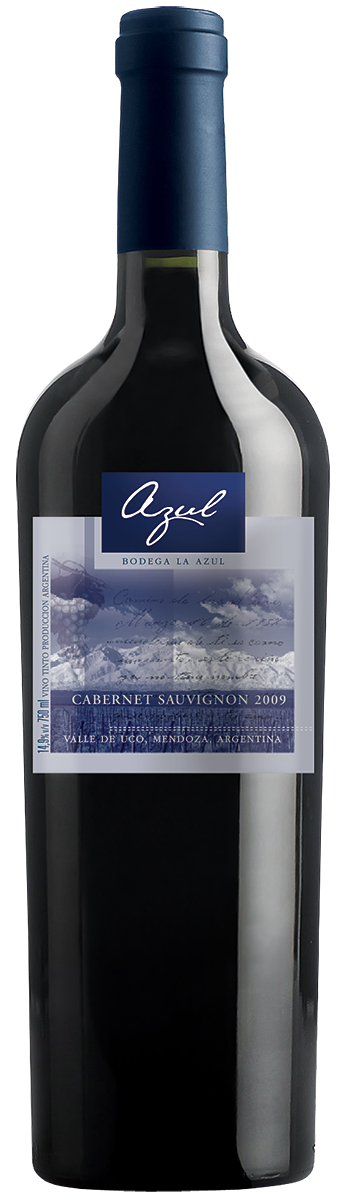 azul
BODEGA LA AZUL
CABERNET SAUVIGNON 2009
VALLE DE UCO, MENDOZA, ARGENTINA
14,9% v/v 750 ml VINO TINTO PRODUCCION ARGENTINA